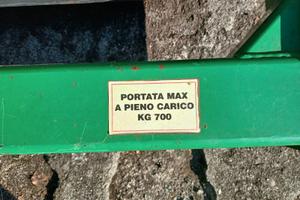 PORTATA MAX
A PIENO CARICO
KG 700